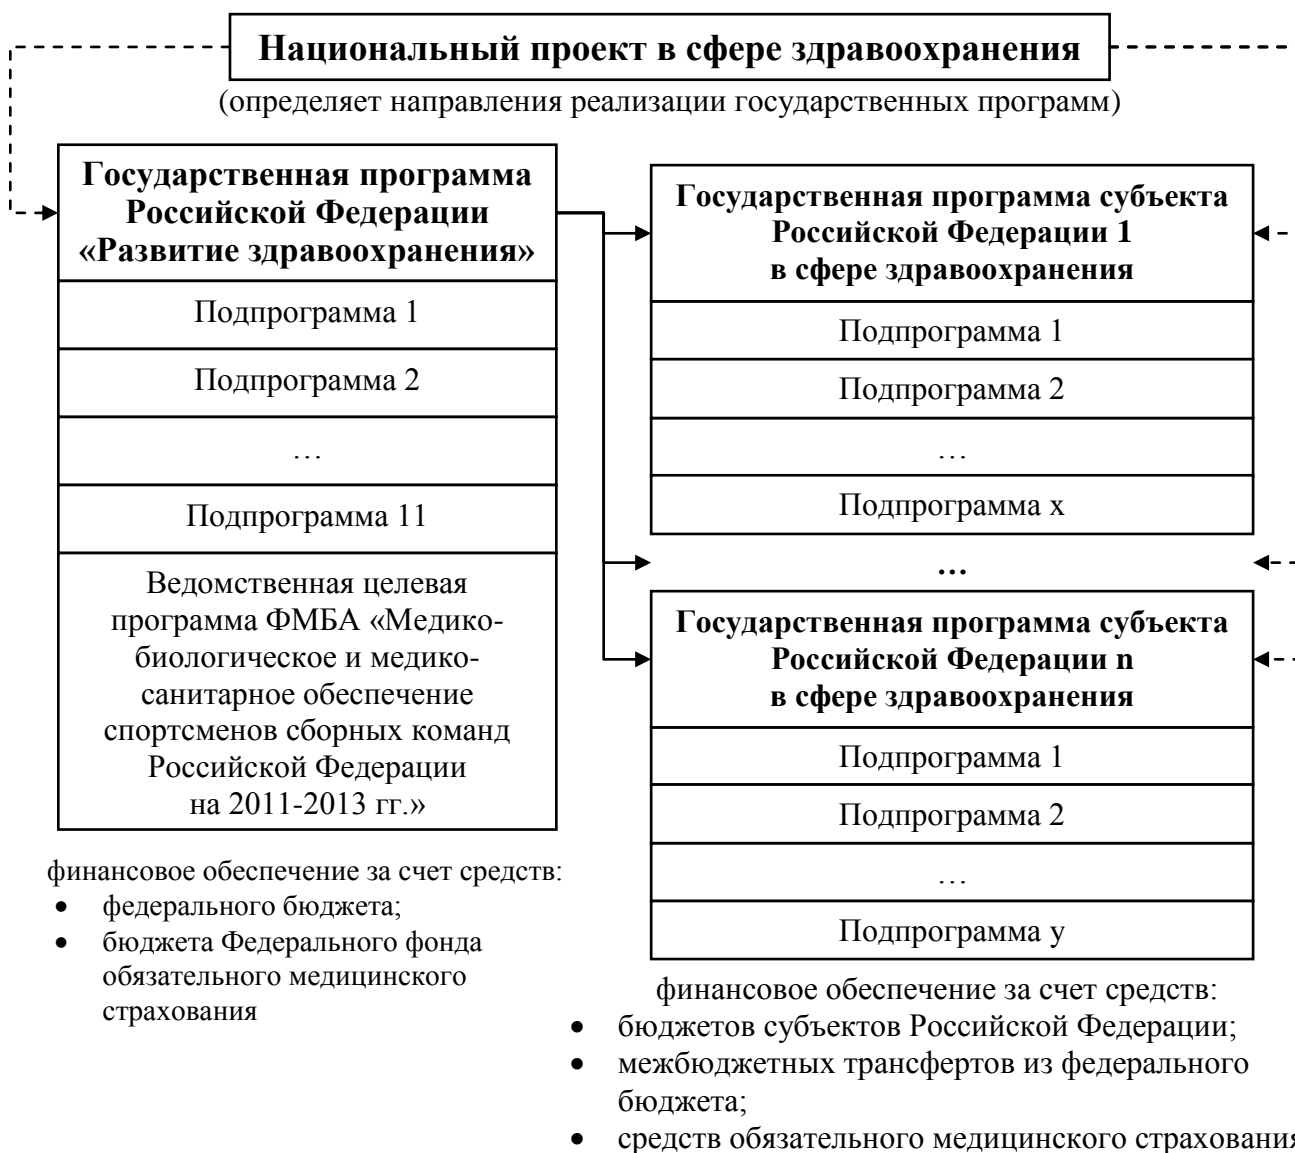 Национальный проект в сфере здравоохранения
(определяет направления реализации государственных программ)
Государственная программа
Российской Федерации
«Развитие здравоохранения»
Подпрограмма 1
Подпрограмма 2
…
Подпрограмма 11
Ведомственная целевая
программа ФМБА «Медико-
биологическое и медико-
санитарное обеспечение
спортсменов сборных команд
Российской Федерации
на 2011-2013 гг.»
финансовое обеспечение за счет средств:
• федерального бюджета;
• бюджета Федерального фонда
обязательного медицинского
страхования
Государственная программа субъекта
Российской Федерации 1
в сфере здравоохранения
Подпрограмма 1
Подпрограмма 2
…
Подпрограмма x
…
Государственная программа субъекта
Российской Федерации n
в сфере здравоохранения
Подпрограмма 1
Подпрограмма 2
…
Подпрограмма y
финансовое обеспечение за счет средств:
• бюджетов субъектов Российской Федерации;
• межбюджетных трансфертов из федерального
бюджета;
• средств обязательного медицинского страхования